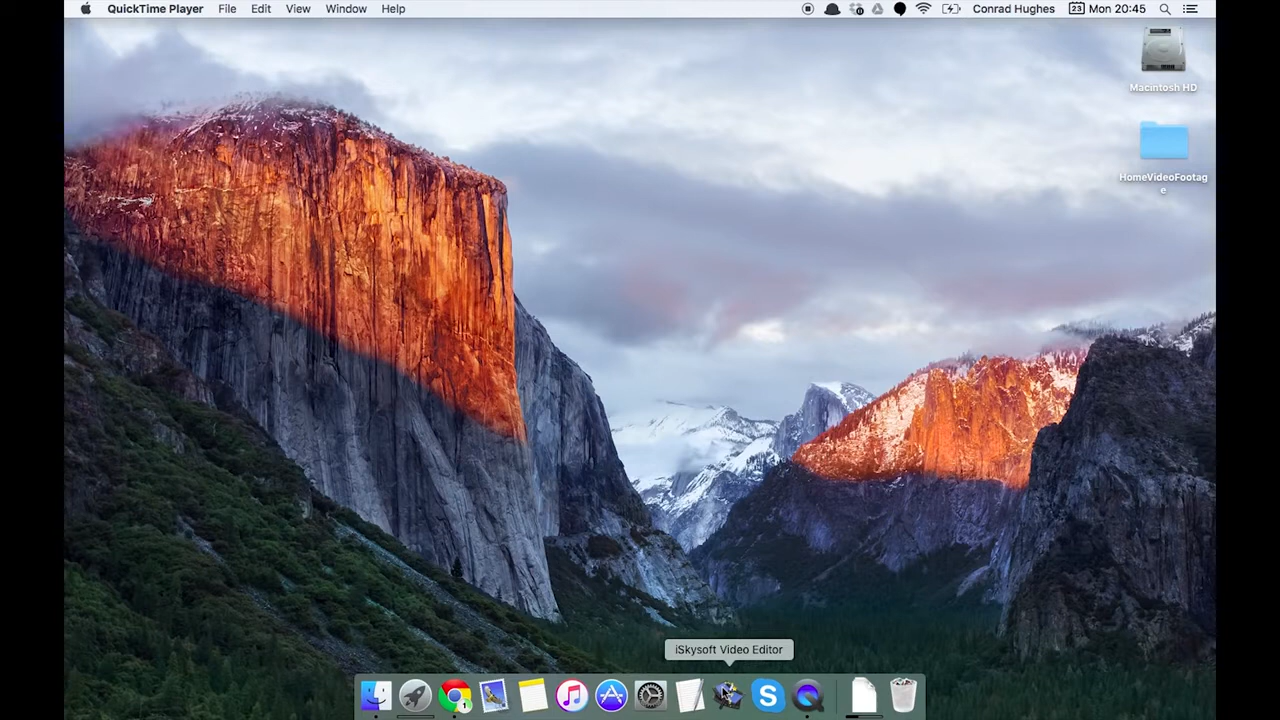 QuickTime Player File Edit View Window Help Conrad Hughes 23 Mon 20:45
Macintosh HD
HomeVideoFootag
e
iSkysoft Video Editor
1
S